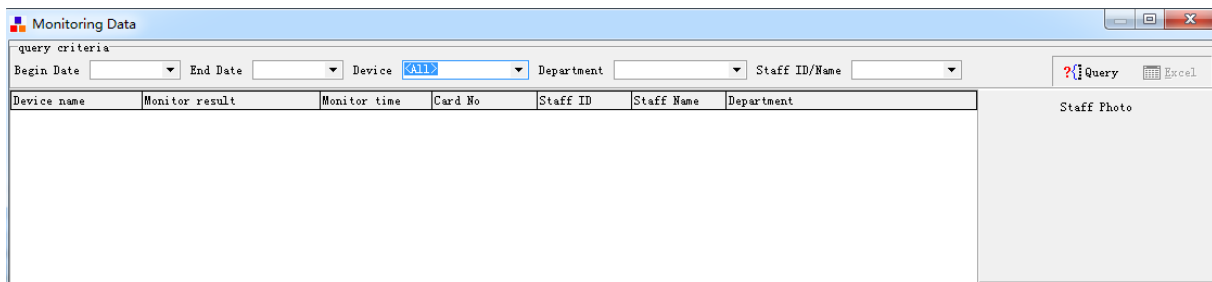 Monitoring Data
query criteria
Begin Date End Date Device <All> Department Staff ID/Name ?{ Query Excel
Device name Monitor result Monitor time Card No Staff ID Staff Name Department
Staff Photo